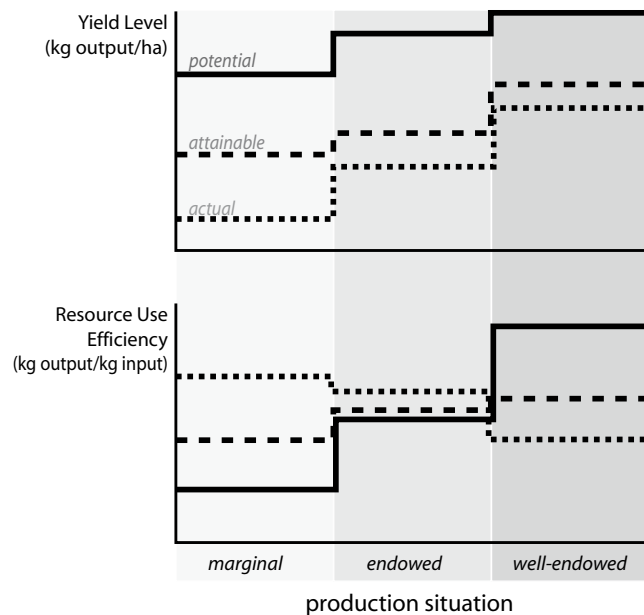 Yield Level
(kg output/ha)
potential
attainable
actual
Resource Use
Efficiency
(kg output/kg input)
marginal
endowed
well-endowed
production situation